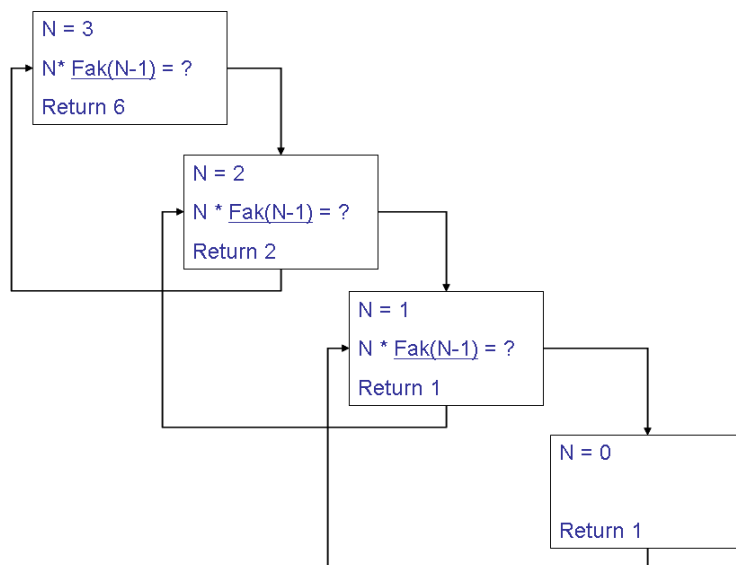 N = 3
N* Fak(N-1) = ?
Return 6
N = 2
N * Fak(N-1) = ?
Return 2
N = 1
N * Fak(N-1) = ?
Return 1
N = 0
Return 1